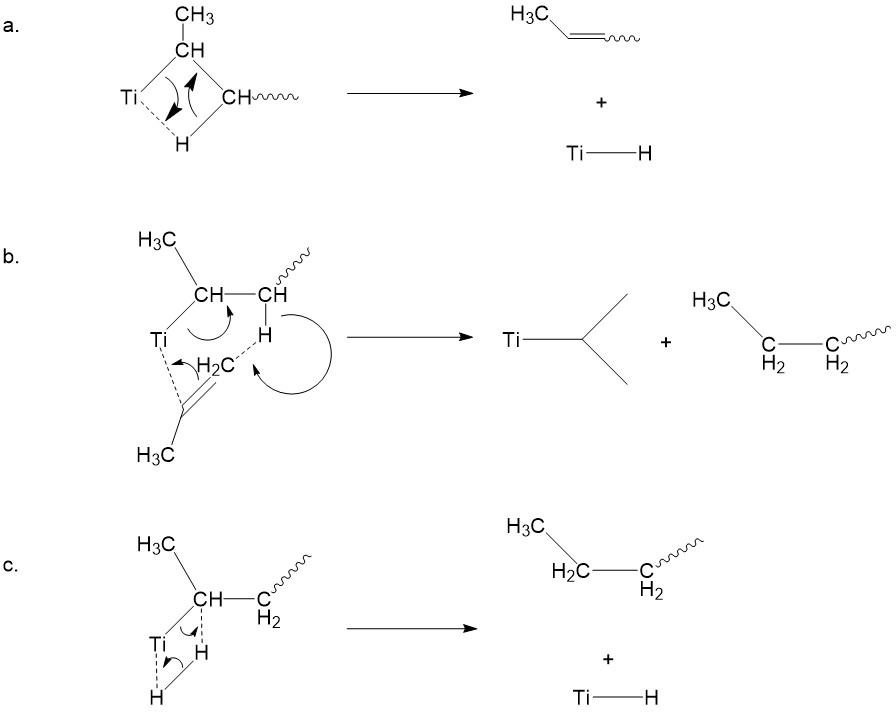 a.
CH3
H3C
CH
Ti
CH
H
+
Ti H
b.
H3C
CH CH
Ti
H
H2C
H3C
Ti
+
H3C
C C
H2 H2
c.
H3C
CH C
H2
Ti
H
H
H3C
H2C C
H2
+
Ti H